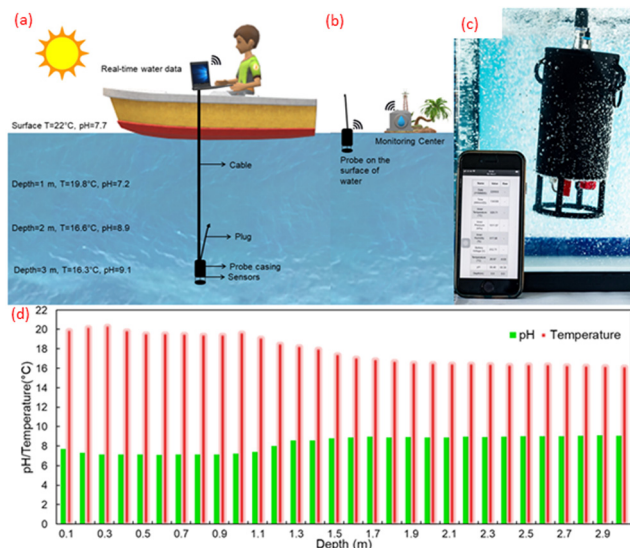 (a)
Real-time water data
Surface T=22°C, pH=7.7
Depth=1 m, T=19.8°C, pH=7.2
Cable
Depth=2 m, T=16.6°C, pH=8.9
Plug
Depth=3 m, T=16.3°C, pH=9.1
Probe casing
Sensors
(b)
Monitoring Center
Probe on the
surface of
water
(c)
(d)
pH/Temperature(°C)
22
20
18
16
14
12
10
8
6
4
2
0
pH
Temperature
0.1 0.3 0.5 0.7 0.9 1.1 1.3 1.5 1.7 1.9 2.1 2.3 2.5 2.7 2.9
Depth (m)